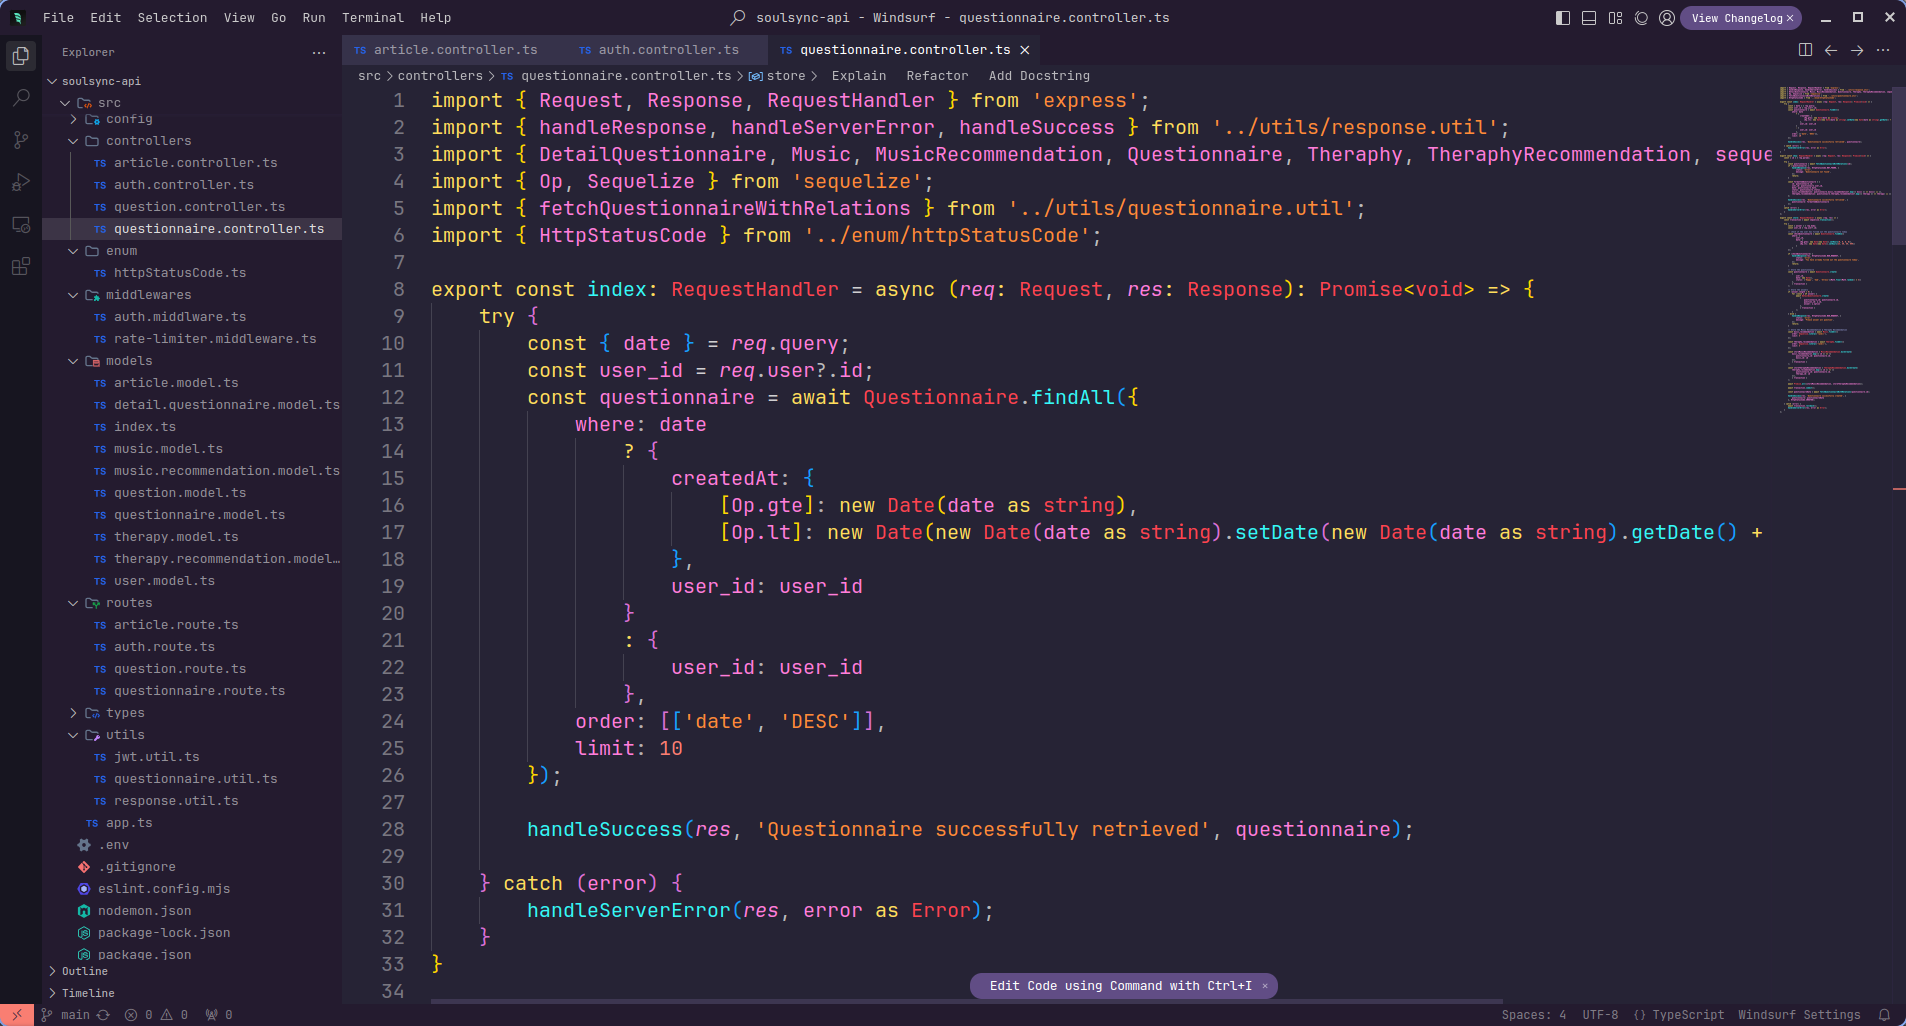 File Edit Selection View Go Run Terminal Help
soulsync-api - Windsurf - questionnaire.controller.ts
View Changelog ×
Explorer
soulsync-api
src
config
controllers
TS article.controller.ts
TS auth.controller.ts
TS question.controller.ts
TS questionnaire.controller.ts
enum
TS httpStatusCode.ts
middlewares
TS auth.middlware.ts
TS rate-limiter.middleware.ts
models
TS article.model.ts
TS detail.questionnaire.model.ts
TS index.ts
TS music.model.ts
TS music.recommendation.model.ts
TS question.model.ts
TS questionnaire.model.ts
TS therapy.model.ts
TS therapy.recommendation.model…
TS user.model.ts
routes
TS article.route.ts
TS auth.route.ts
TS question.route.ts
TS questionnaire.route.ts
types
utils
TS jwt.util.ts
TS questionnaire.util.ts
TS response.util.ts
TS app.ts
.env
.gitignore
eslint.config.mjs
nodemon.json
package-lock.json
package.json
Outline
Timeline
TS article.controller.ts
TS auth.controller.ts
TS questionnaire.controller.ts
src > controllers > TS questionnaire.controller.ts > store > Explain Refactor Add Docstring
1 import { Request, Response, RequestHandler } from 'express';
2 import { handleResponse, handleServerError, handleSuccess } from '../utils/response.util';
3 import { DetailQuestionnaire, Music, MusicRecommendation, Questionnaire, Theraphy, TheraphyRecommendation, seque
4 import { Op, Sequelize } from 'sequelize';
5 import { fetchQuestionnaireWithRelations } from '../utils/questionnaire.util';
6 import { HttpStatusCode } from '../enum/httpStatusCode';
7
8 export const index: RequestHandler = async (req: Request, res: Response): Promise<void> => {
9 try {
10 const { date } = req.query;
11 const user_id = req.user?.id;
12 const questionnaire = await Questionnaire.findAll({
13 where: date
14 ? {
15 createdAt: {
16 [Op.gte]: new Date(date as string),
17 [Op.lt]: new Date(new Date(date as string).setDate(new Date(date as string).getDate() +
18 },
19 user_id: user_id
20 }
21 : {
22 user_id: user_id
23 },
24 order: [['date', 'DESC']],
25 limit: 10
26 });
27
28 handleSuccess(res, 'Questionnaire successfully retrieved', questionnaire);
29
30 } catch (error) {
31 handleServerError(res, error as Error);
32 }
33 }
34
Edit Code using Command with Ctrl+I ×
main 0 0 0
Spaces: 4 UTF-8 {} TypeScript Windsurf Settings